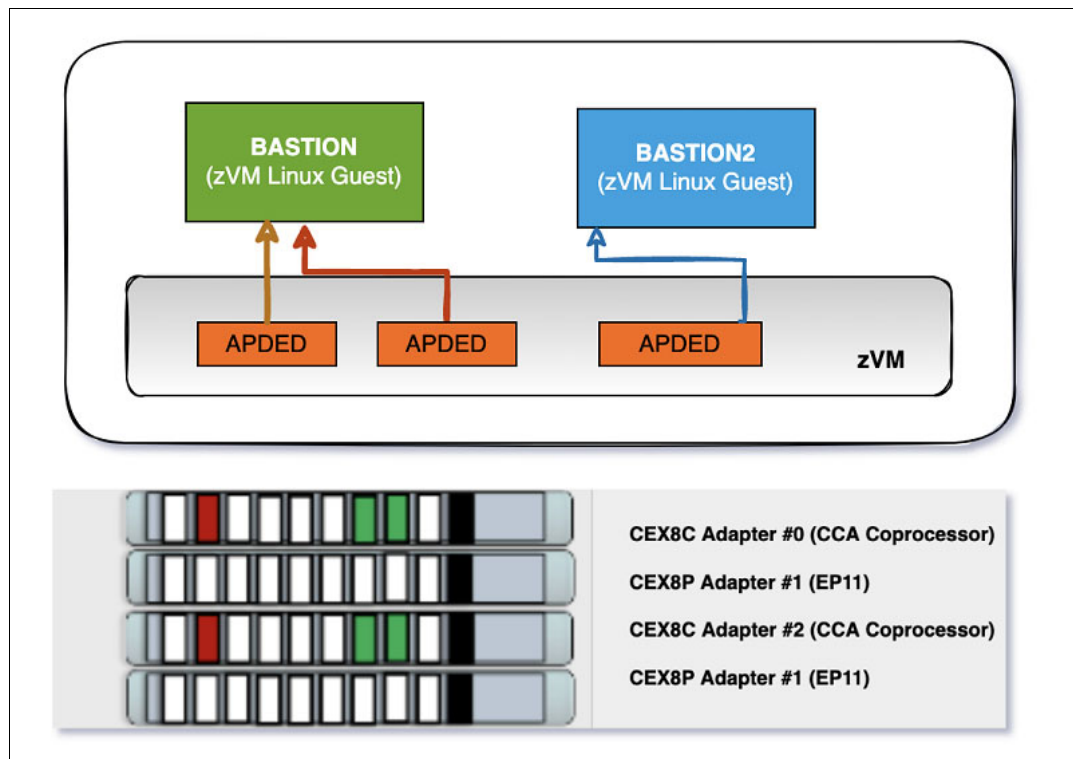 BASTION
(zVM Linux Guest)
BASTION2
(zVM Linux Guest)
APDED
APDED
APDED
zVM
CEX8C Adapter #0 (CCA Coprocessor)
CEX8P Adapter #1 (EP11)
CEX8C Adapter #2 (CCA Coprocessor)
CEX8P Adapter #1 (EP11)